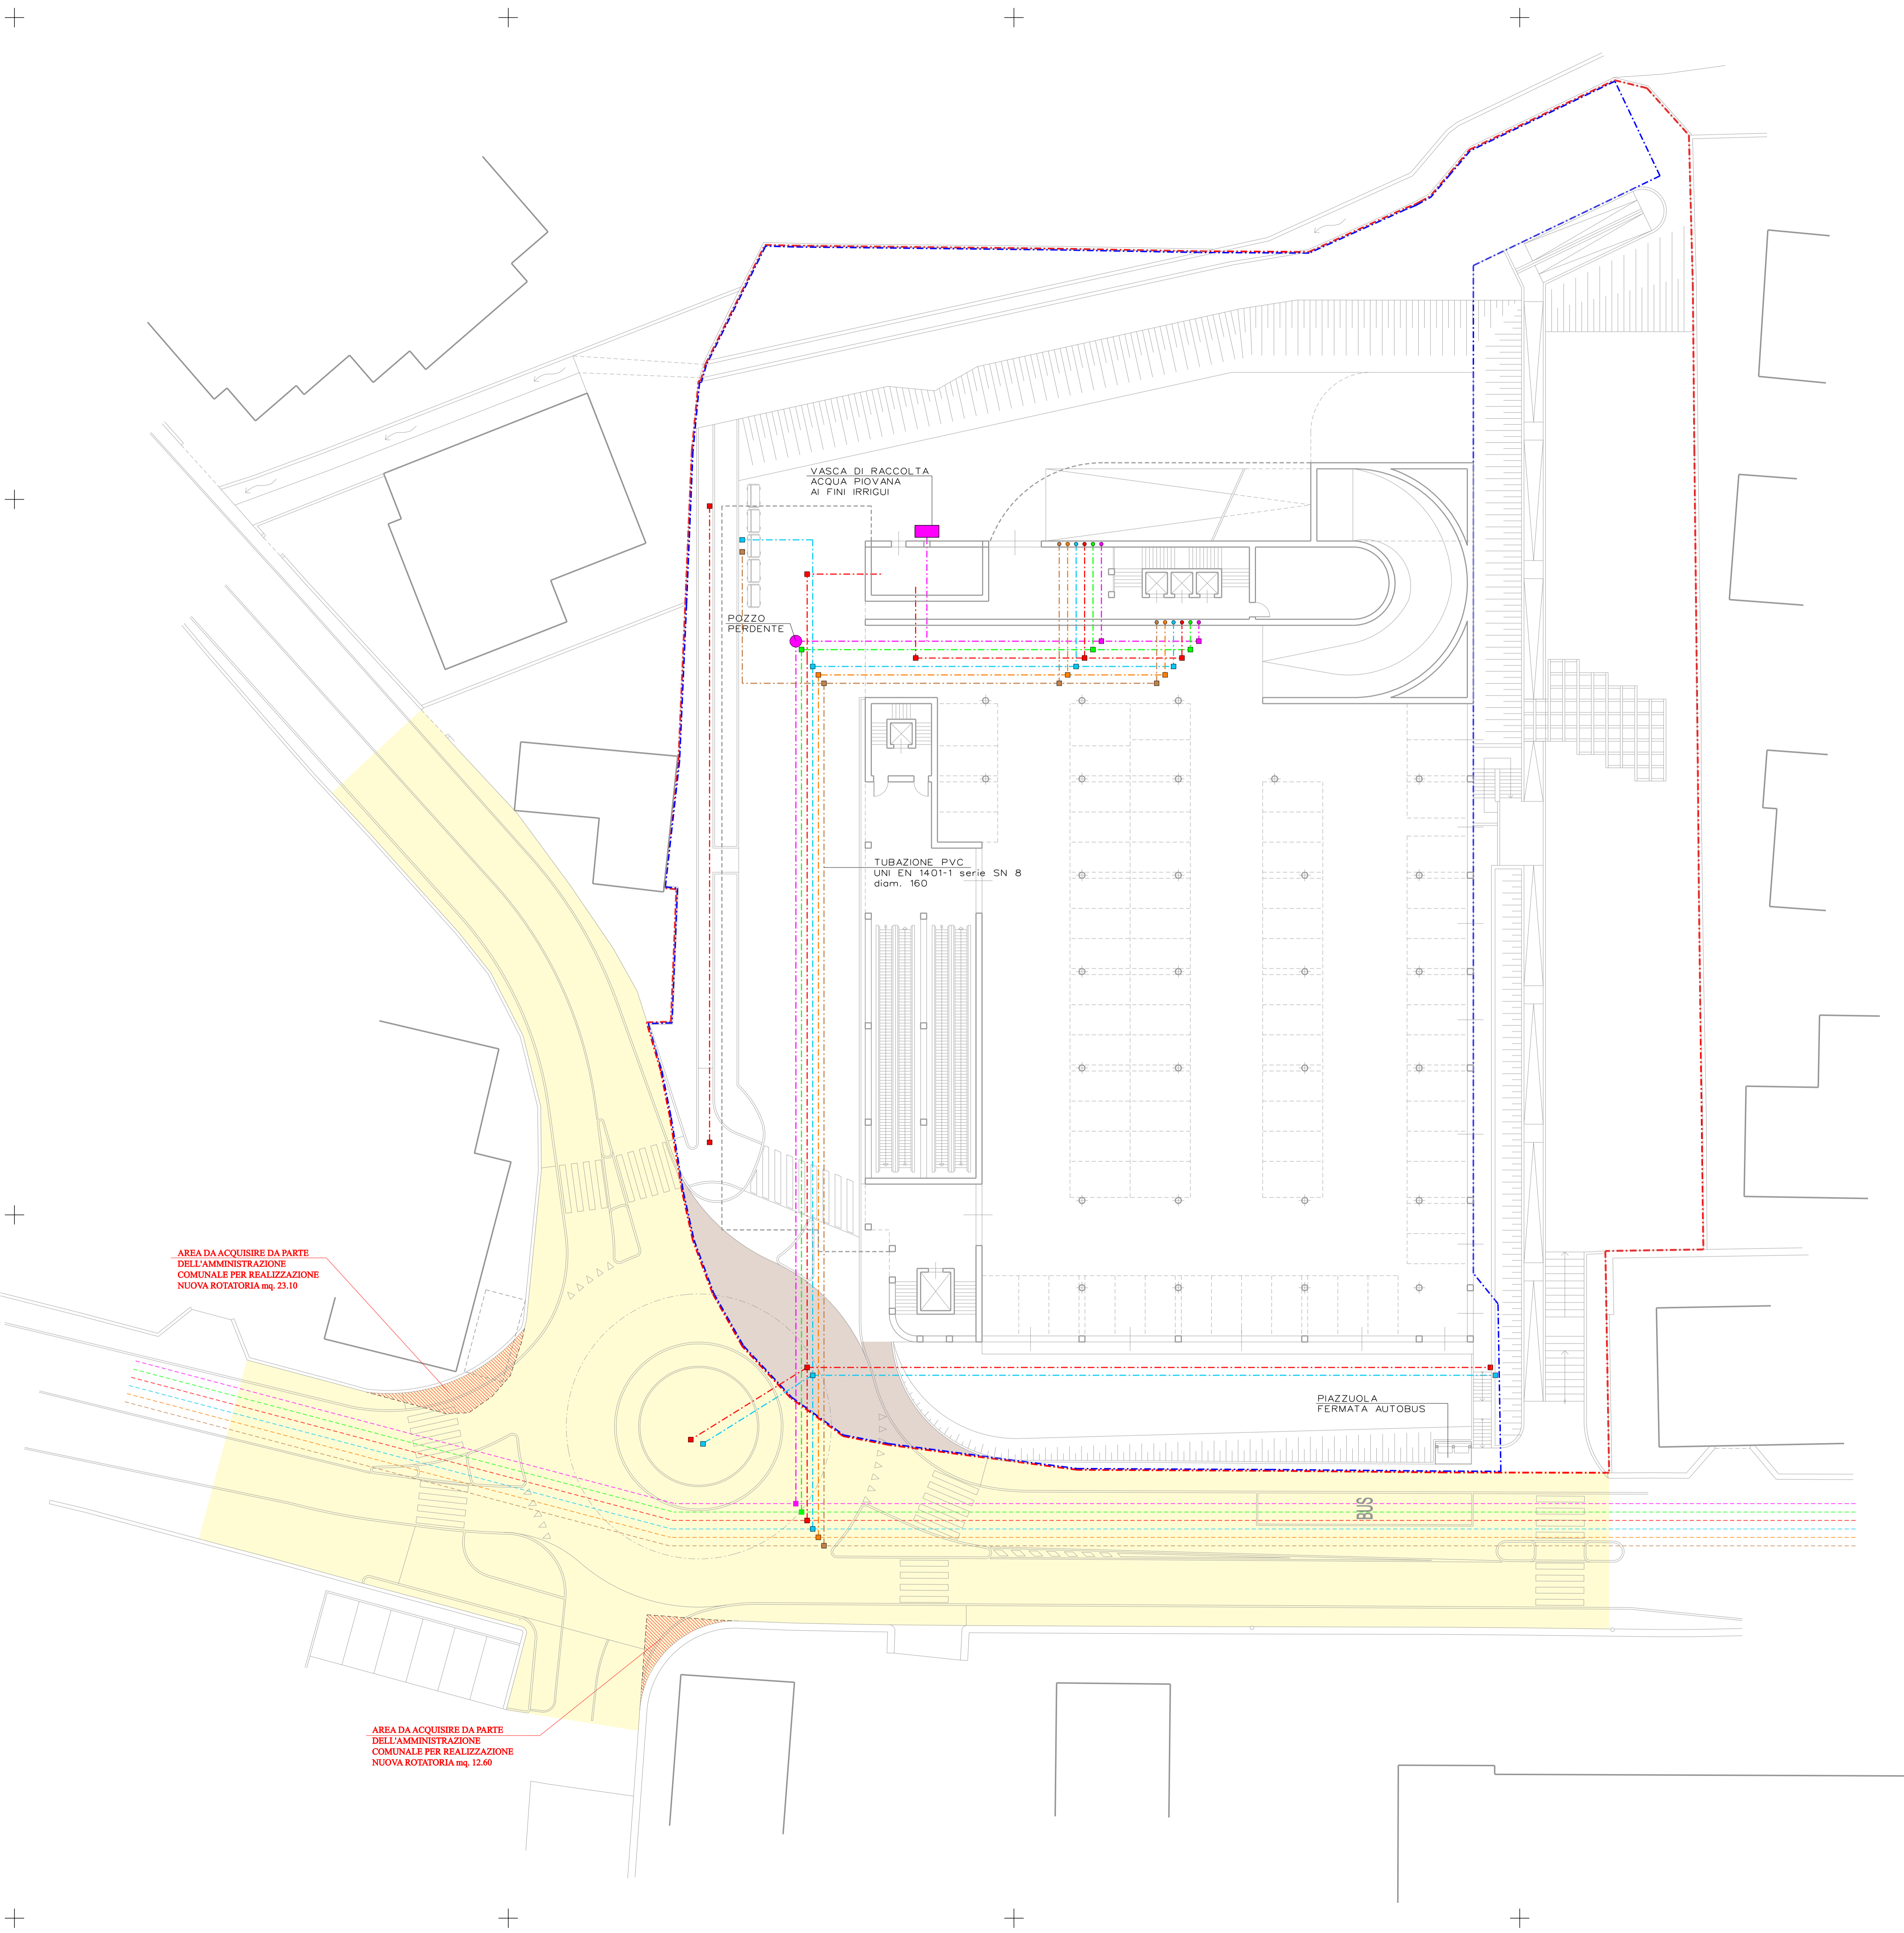 VASCA DI RACCOLTA
ACQUA PIOVANA
AI FINI IRRIGUI
POZZO
PERDENTE
TUBAZIONE PVC
UNI EN 1401-1 serie SN 8
diam. 160
AREA DA ACQUISIRE DA PARTE
DELL'AMMINISTRAZIONE
COMUNALE PER REALIZZAZIONE
NUOVA ROTATORIA mq. 23.10
PIAZZUOLA
FERMATA AUTOBUS
BUS
AREA DA ACQUISIRE DA PARTE
DELL'AMMINISTRAZIONE
COMUNALE PER REALIZZAZIONE
NUOVA ROTATORIA mq. 12.60